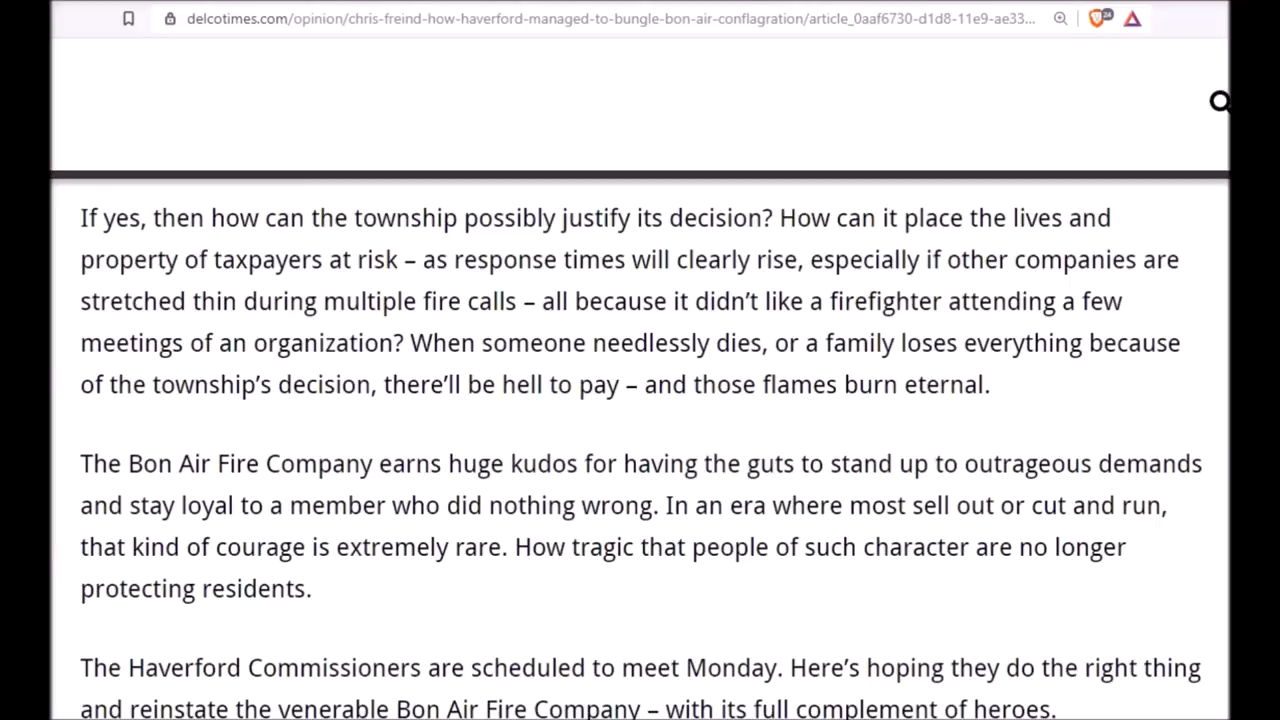 delcotimes.com/opinion/chris-freind-how-haverford-managed-to-bungle-bon-air-conflagration/article_0aaf6730-d1d8-11e9-ae33...
If yes, then how can the township possibly justify its decision? How can it place the lives and
property of taxpayers at risk – as response times will clearly rise, especially if other companies are
stretched thin during multiple fire calls – all because it didn’t like a firefighter attending a few
meetings of an organization? When someone needlessly dies, or a family loses everything because
of the township’s decision, there’ll be hell to pay – and those flames burn eternal.
The Bon Air Fire Company earns huge kudos for having the guts to stand up to outrageous demands
and stay loyal to a member who did nothing wrong. In an era where most sell out or cut and run,
that kind of courage is extremely rare. How tragic that people of such character are no longer
protecting residents.
The Haverford Commissioners are scheduled to meet Monday. Here’s hoping they do the right thing
and reinstate the venerable Bon Air Fire Company – with its full complement of heroes.